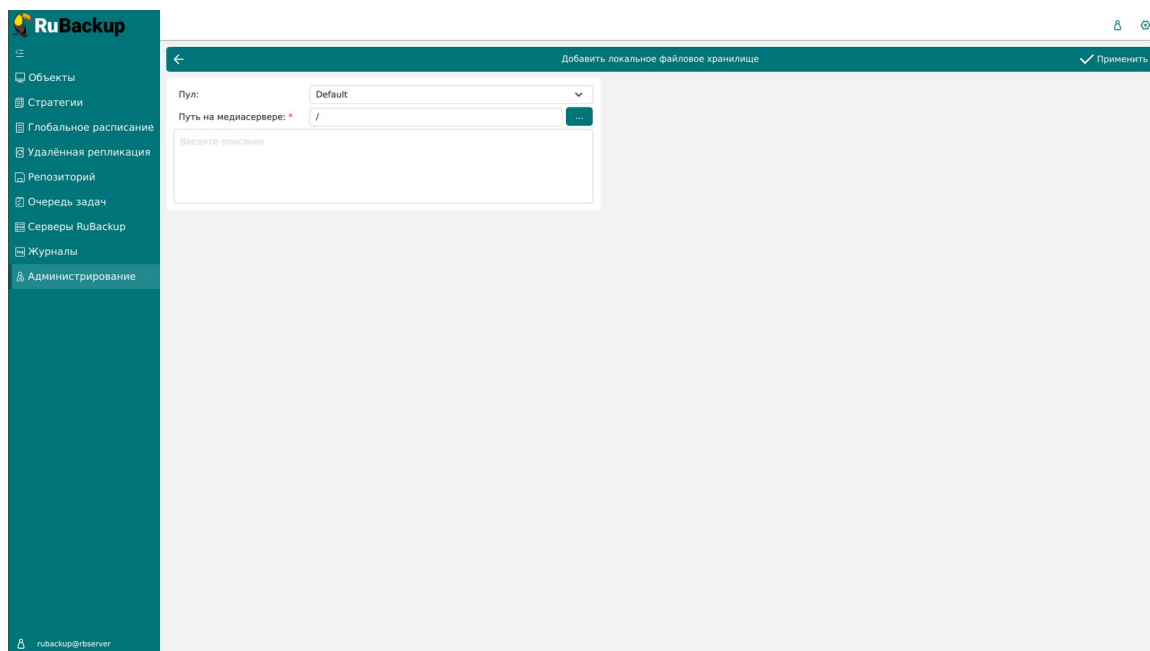 RuBackup
Объекты
Стратегии
Глобальное расписание
Удалённая репликация
Репозиторий
Очередь задач
Серверы RuBackup
Журналы
Администрирование
rubackup@rbserver
Добавить локальное файловое хранилище
Применить
Пул:
Default
Путь на медиасервере: *
/
...
Введите описание